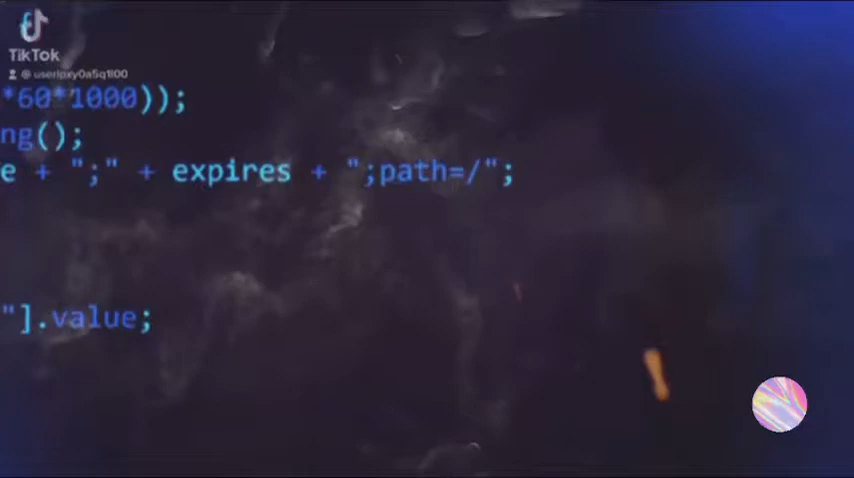 TikTok
*60*1000));
ng();
e + ";" + expires + ";path=/";
"].value;